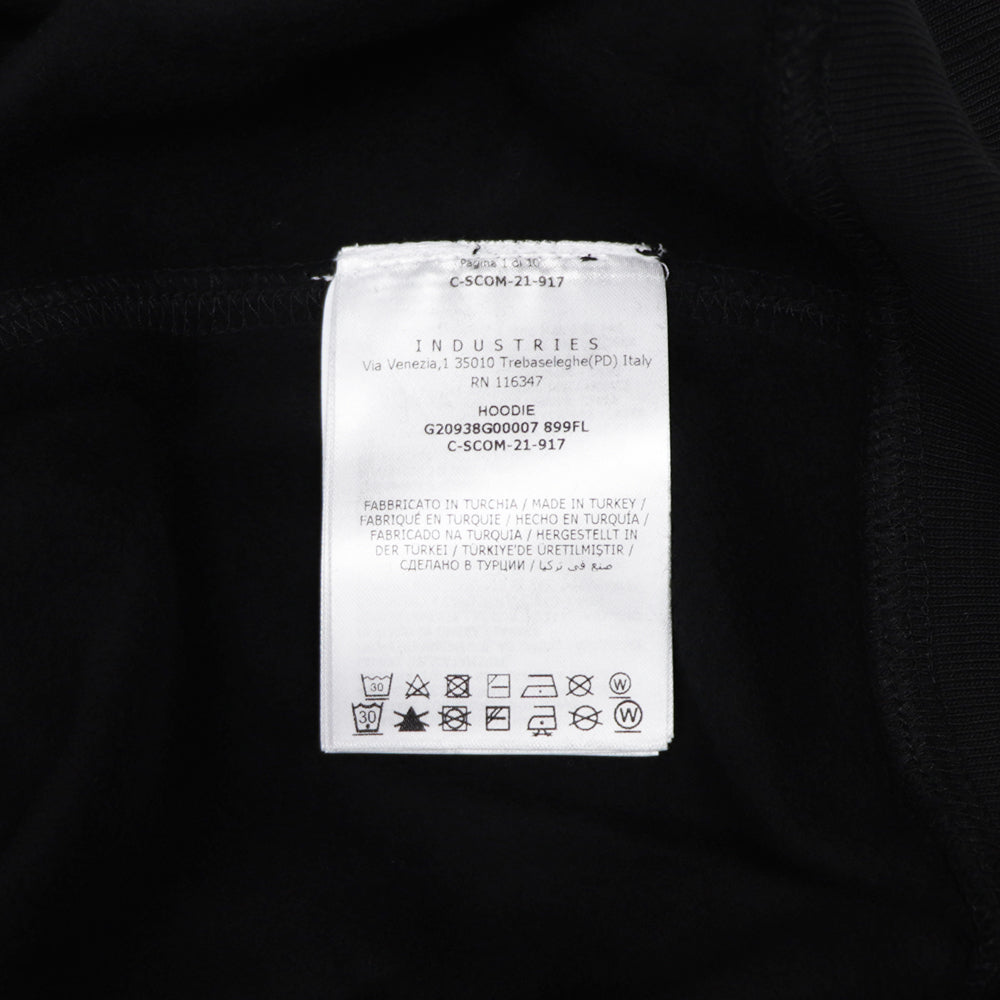 Pagina 1 di 10
C-SCOM-21-917
INDUSTRIES
Via Venezia,1 35010 Trebaseleghe(PD) Italy
RN 116347
HOODIE
G20938G00007 899FL
C-SCOM-21-917
FABBRICATO IN TURCHIA / MADE IN TURKEY /
FABRIQUÉ EN TURQUIE / HECHO EN TURQUÍA /
FABRICADO NA TURQUIA / HERGESTELLT IN
DER TURKEI / TÜRKIYE'DE ÜRETILMIŞTIR /
СДЕЛАНО В ТУРЦИИ / صنع في تركيا
30 W
30 W